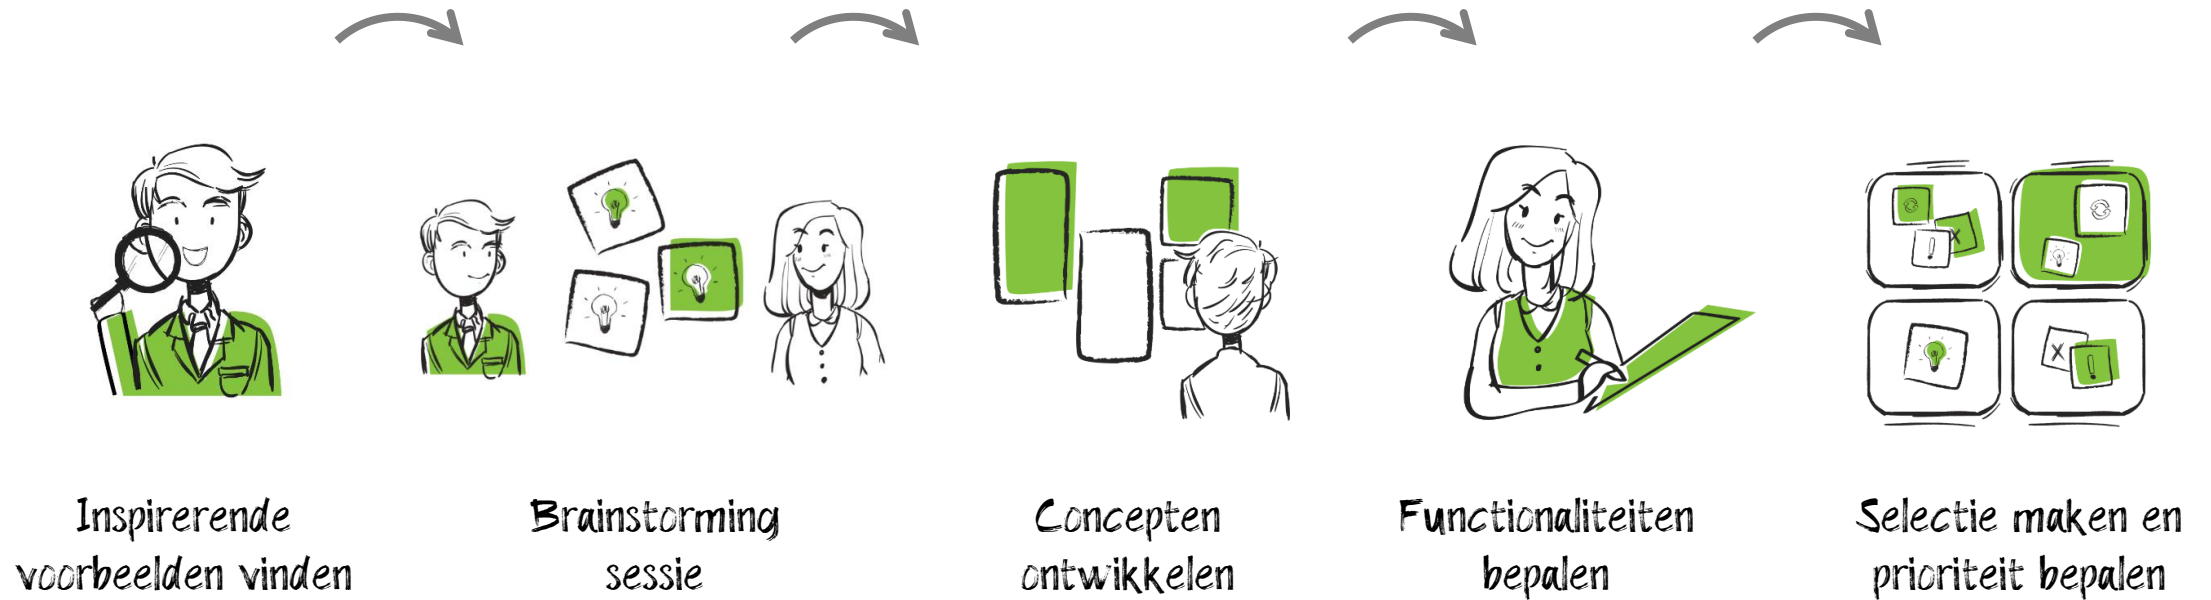 Inspirerende
voorbeelden vinden
Brainstorming
sessie
Concepten
ontwikkelen
Functionaliteiten
bepalen
Selectie maken en
prioriteit bepalen